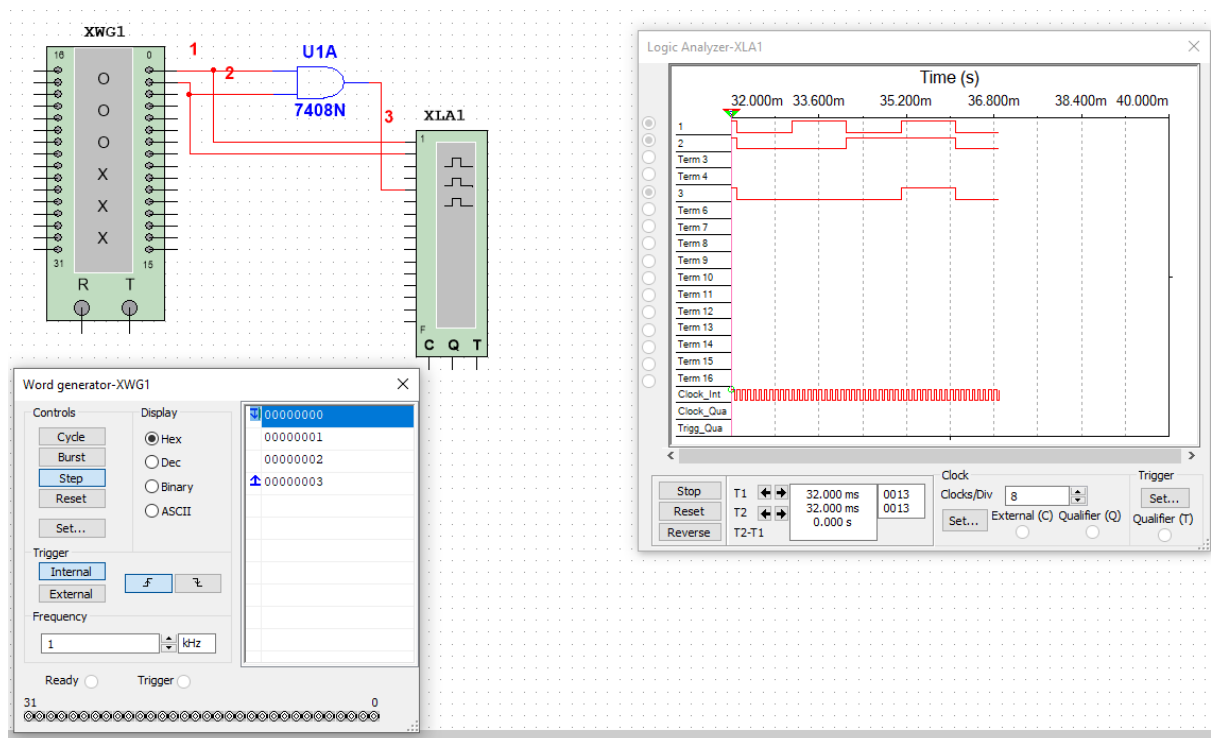 XWG1
16 0
O
O
O
X
X
X
31 15
R T
1
2
U1A
7408N
3
XLA1
1
F
C Q T
Logic Analyzer-XLA1
Time (s)
32.000m 33.600m 35.200m 36.800m 38.400m 40.000m
1
2
Term 3
Term 4
3
Term 6
Term 7
Term 8
Term 9
Term 10
Term 11
Term 12
Term 13
Term 14
Term 15
Term 16
Clock_Int
Clock_Qua
Trigg_Qua
Stop
Reset
Reverse
T1 32.000 ms 0013
T2 32.000 ms 0013
T2-T1 0.000 s
Clock
Clocks/Div 8
Set... External (C) Qualifier (Q)
Trigger
Set...
Qualifier (T)
Word generator-XWG1
Controls
Cycle
Burst
Step
Reset
Set...
Display
Hex
Dec
Binary
ASCII
Trigger
Internal
External
Frequency
1 kHz
Ready Trigger
31 0
00000000
00000001
00000002
00000003